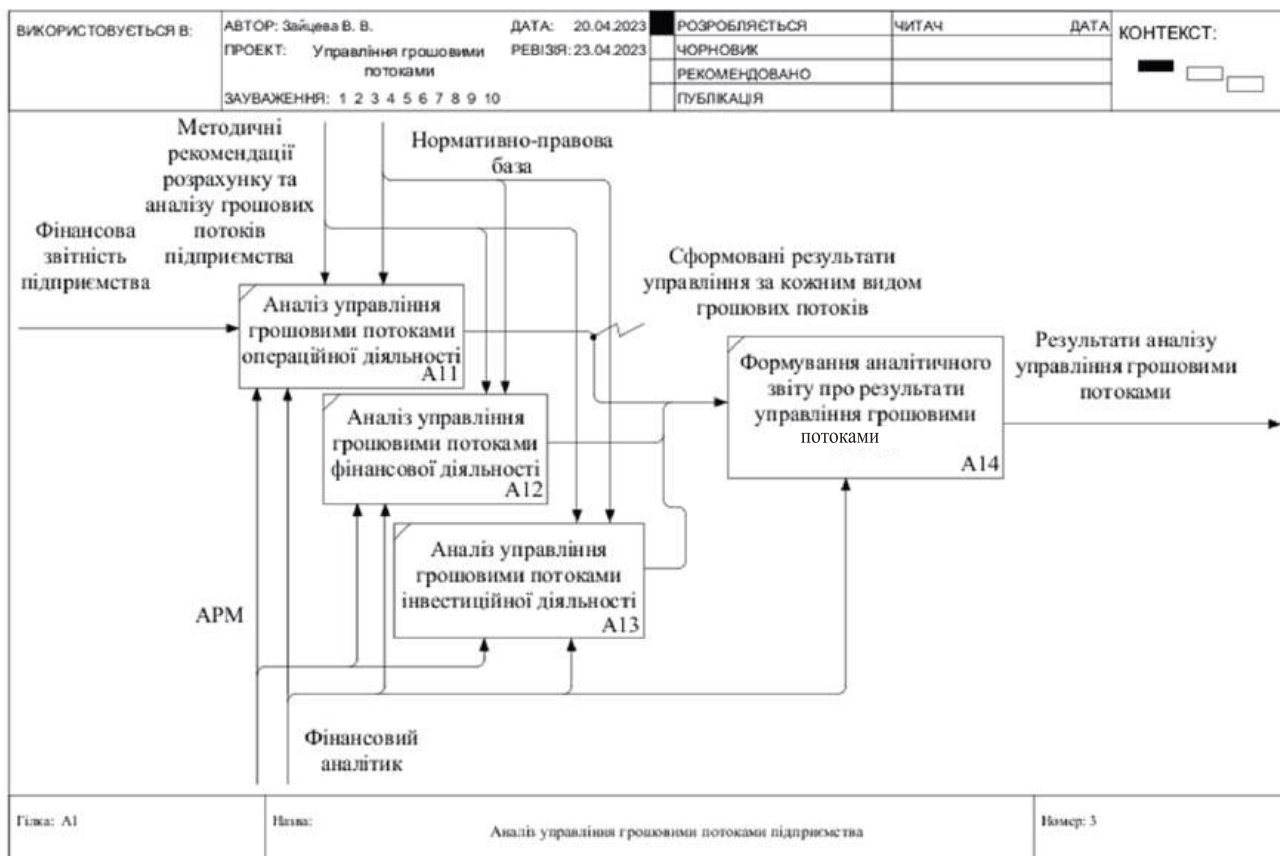 ВИКОРИСТОВУЄТЬСЯ В:
АВТОР: Зайцева В. В.
ДАТА: 20.04.2023
ПРОЕКТ: Управління грошовими
потоками
РЕВІЗІЯ: 23.04.2023
ЗАУВАЖЕННЯ: 1 2 3 4 5 6 7 8 9 10
РОЗРОБЛЯЄТЬСЯ
ЧОРНОВИК
РЕКОМЕНДОВАНО
ПУБЛІКАЦІЯ
ЧИТАЧ
ДАТА
КОНТЕКСТ:
Методичні
рекомендації
розрахунку та
аналізу грошових
потоків
підприємства
Нормативно-правова
база
Фінансова
звітність
підприємства
Сформовані результати
управління за кожним видом
грошових потоків
Аналіз управління
грошовими потоками
операційної діяльності
А11
Аналіз управління
грошовими потоками
фінансової діяльності
А12
Аналіз управління
грошовими потоками
інвестиційної діяльності
А13
Формування аналітичного
звіту про результати
управління грошовими
потоками
А14
Результати аналізу
управління грошовими
потоками
АРМ
Фінансовий
аналітик
Гілка: А1
Назва:
Аналіз управління грошовими потоками підприємства
Номер: 3